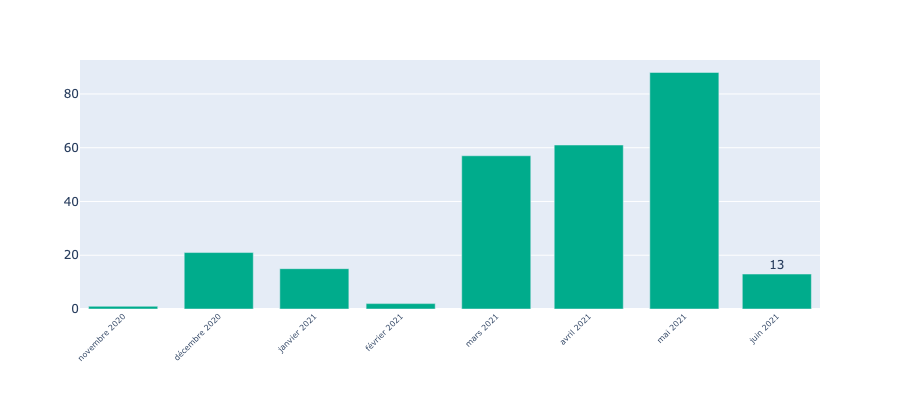 80
60
40
20
0
13
novembre 2020
décembre 2020
janvier 2021
février 2021
mars 2021
avril 2021
mai 2021
juin 2021